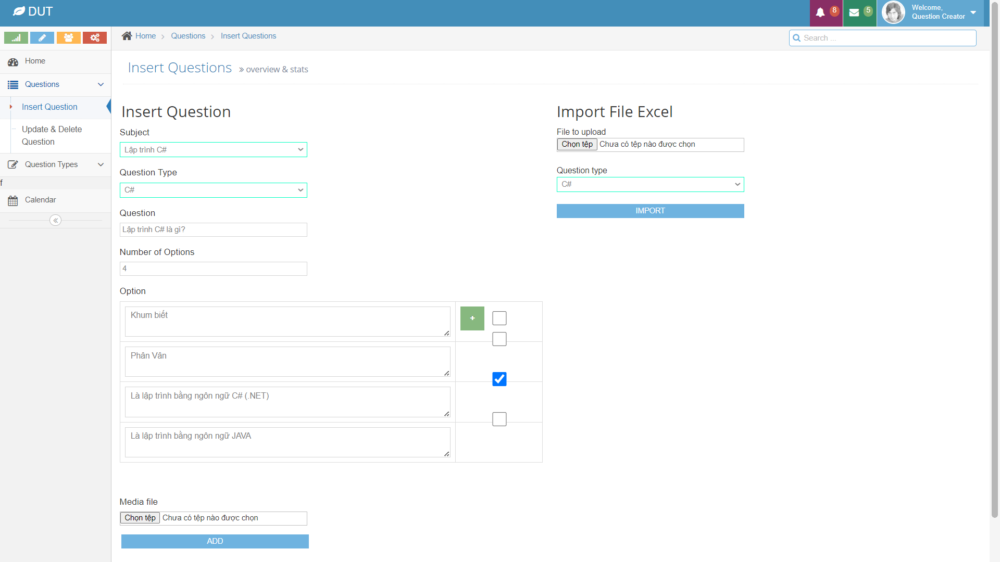 DUT
8
5
Welcome,
Question Creator
Home
Questions
Insert Questions
Search ...
Home
Questions
Insert Question
Update & Delete
Question
Question Types
f
Calendar
Insert Questions » overview & stats
Insert Question
Subject
Lập trình C#
Question Type
C#
Question
Lập trình C# là gì?
Number of Options
4
Option
Khum biết
+
Phân Vân
Là lập trình bằng ngôn ngữ C# (.NET)
Là lập trình bằng ngôn ngữ JAVA
Media file
Chọn tệp Chưa có tệp nào được chọn
ADD
Import File Excel
File to upload
Chọn tệp Chưa có tệp nào được chọn
Question type
C#
IMPORT